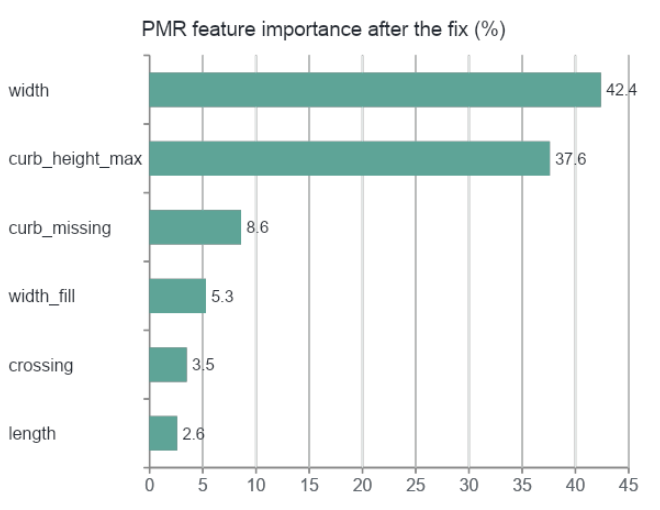 PMR feature importance after the fix (%)
width 42.4
curb_height_max 37.6
curb_missing 8.6
width_fill 5.3
crossing 3.5
length 2.6
0 5 10 15 20 25 30 35 40 45